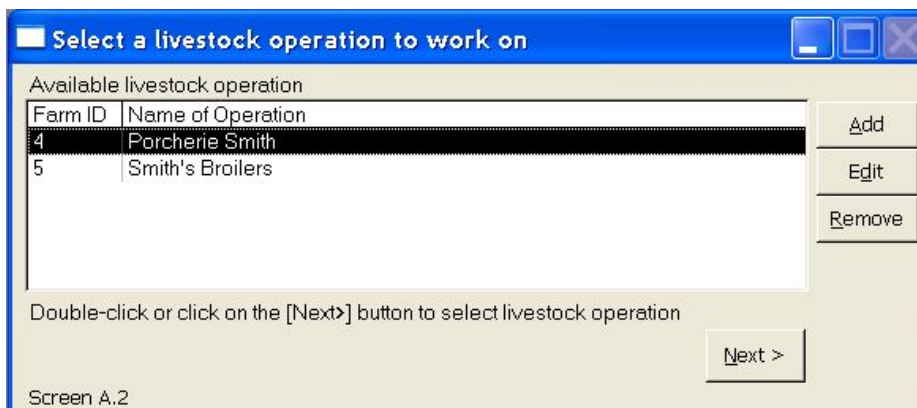 Select a livestock operation to work on
Available livestock operation
Farm ID Name of Operation
4 Porcherie Smith
5 Smith's Broilers
Add
Edit
Remove
Double-click or click on the [Next>] button to select livestock operation
Next >
Screen A.2